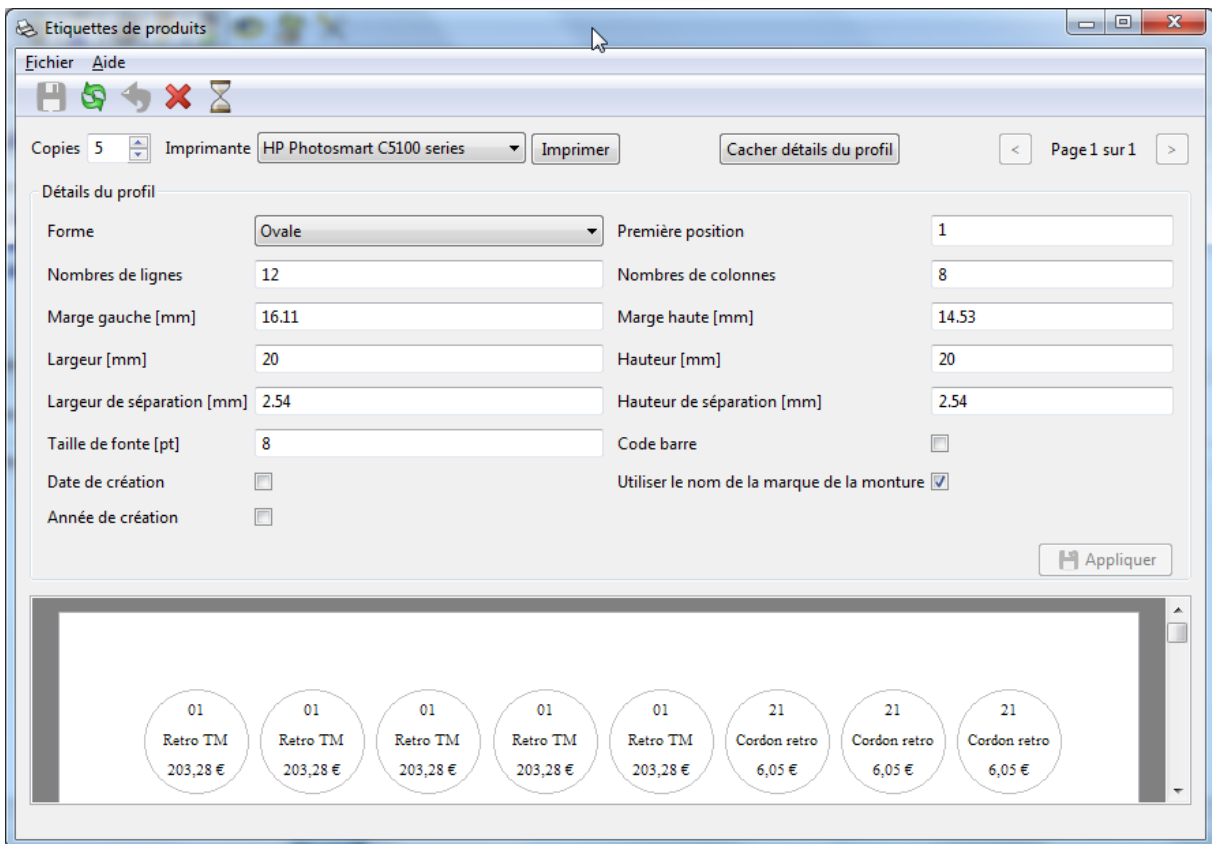 Etiquettes de produits
Fichier Aide
Copies 5 Imprimante HP Photosmart C5100 series Imprimer Cacher détails du profil < Page 1 sur 1 >
Détails du profil
Forme Ovale Première position 1
Nombres de lignes 12 Nombres de colonnes 8
Marge gauche [mm] 16.11 Marge haute [mm] 14.53
Largeur [mm] 20 Hauteur [mm] 20
Largeur de séparation [mm] 2.54 Hauteur de séparation [mm] 2.54
Taille de fonte [pt] 8 Code barre
Date de création Utiliser le nom de la marque de la monture
Année de création
Appliquer
01 01 01 01 01 21 21 21
Retro TM Retro TM Retro TM Retro TM Retro TM Cordon retro Cordon retro Cordon retro
203,28 € 203,28 € 203,28 € 203,28 € 203,28 € 6,05 € 6,05 € 6,05 €